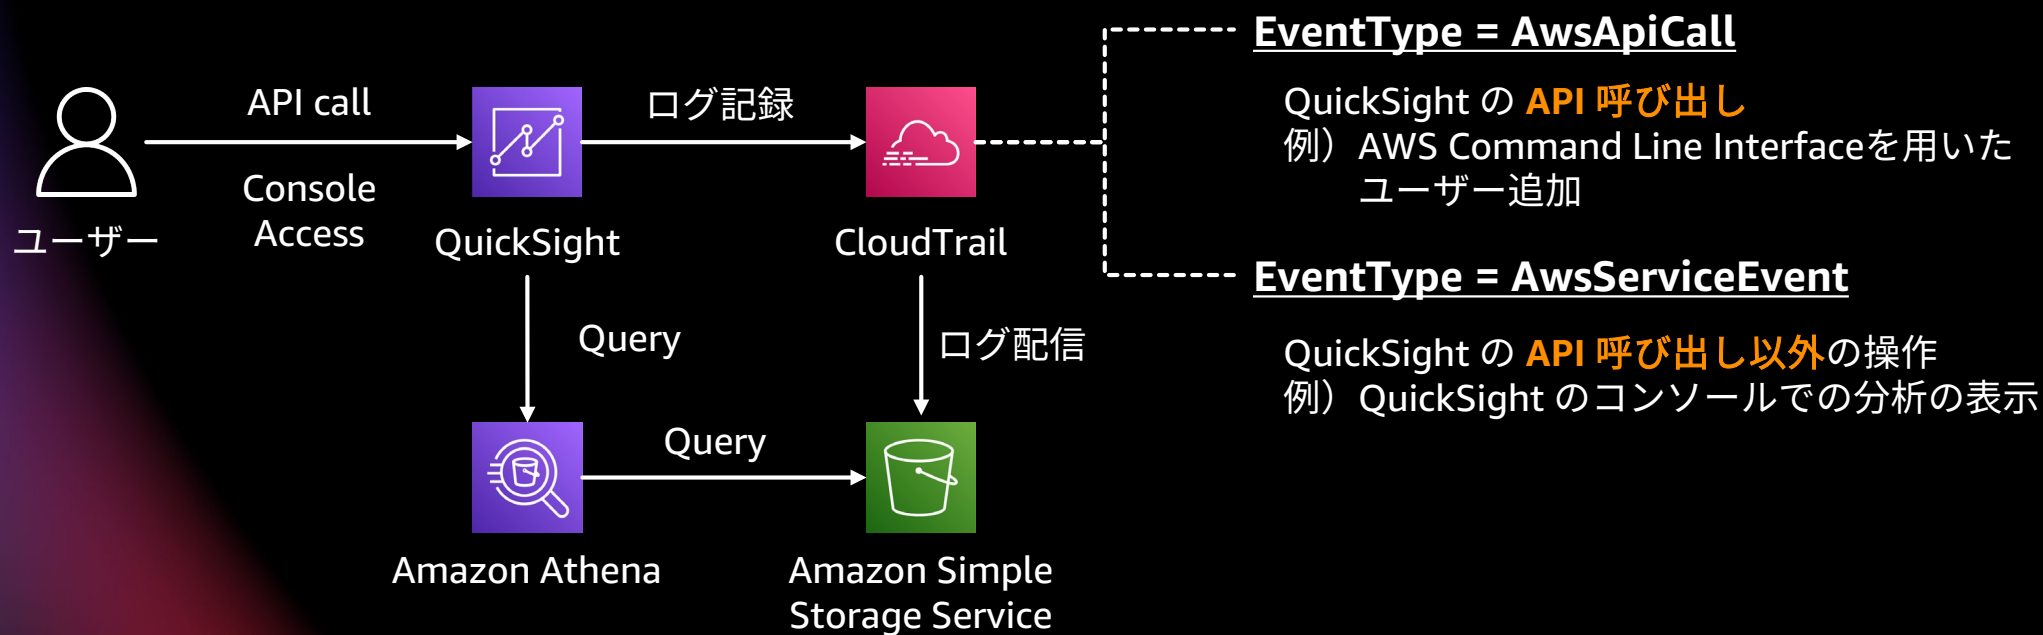 EventType = AwsApiCall
API call
ログ記録
QuickSight の API 呼び出し
例）AWS Command Line Interfaceを用いた
ユーザー追加
Console
Access
ユーザー
QuickSight
CloudTrail
EventType = AwsServiceEvent
Query
ログ配信
QuickSight の API 呼び出し以外の操作
例）QuickSight のコンソールでの分析の表示
Query
Amazon Athena
Amazon Simple
Storage Service